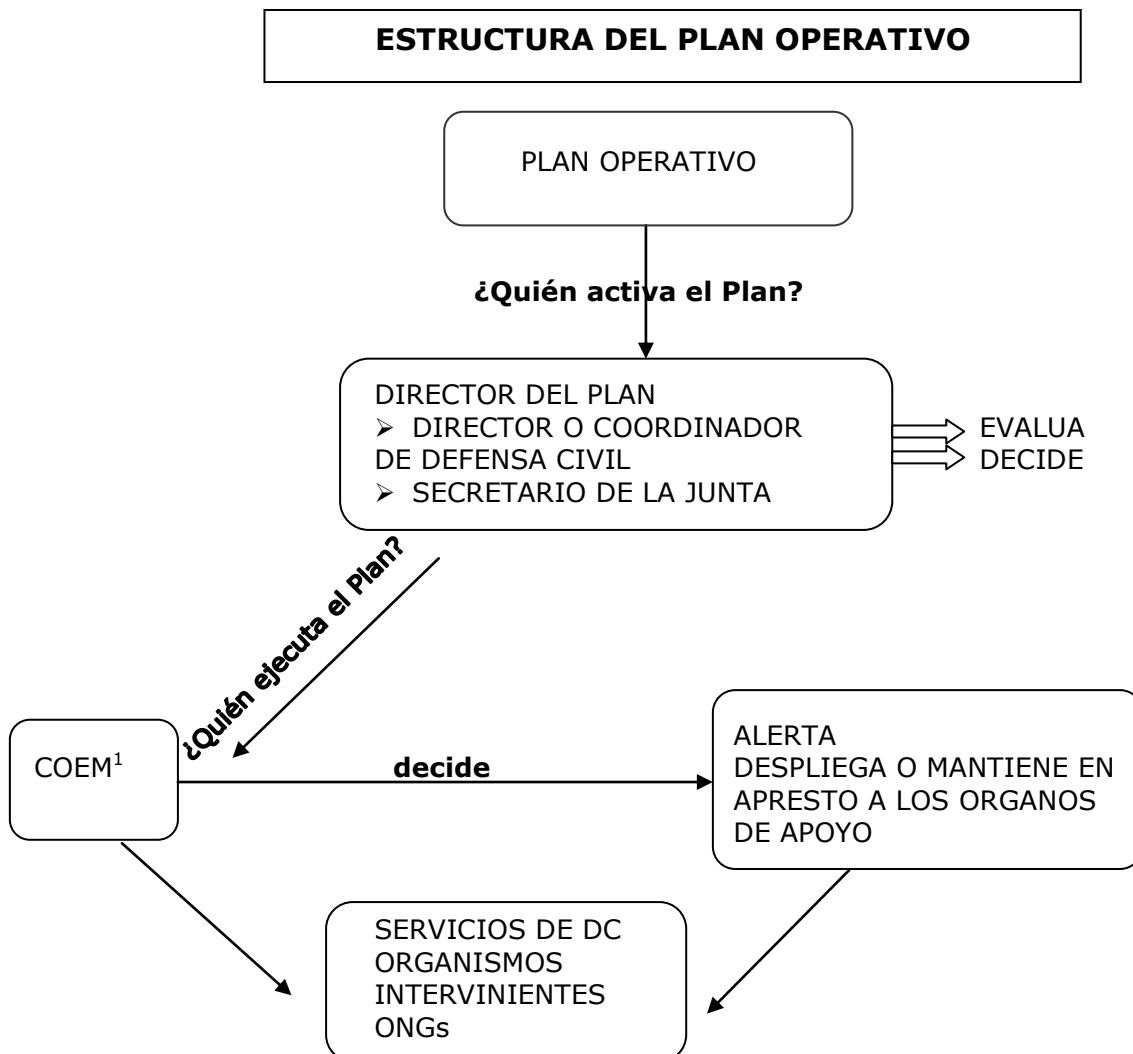 ESTRUCTURA DEL PLAN OPERATIVO
PLAN OPERATIVO
¿Quién activa el Plan?
DIRECTOR DEL PLAN
➢ DIRECTOR O COORDINADOR
DE DEFENSA CIVIL
➢ SECRETARIO DE LA JUNTA
EVALUA
DECIDE
¿Quién ejecuta el Plan?
COEM¹
decide
ALERTA
DESPLIEGA O MANTIENE EN
APRESTO A LOS ORGANOS
DE APOYO
SERVICIOS DE DC
ORGANISMOS
INTERVINIENTES
ONGs